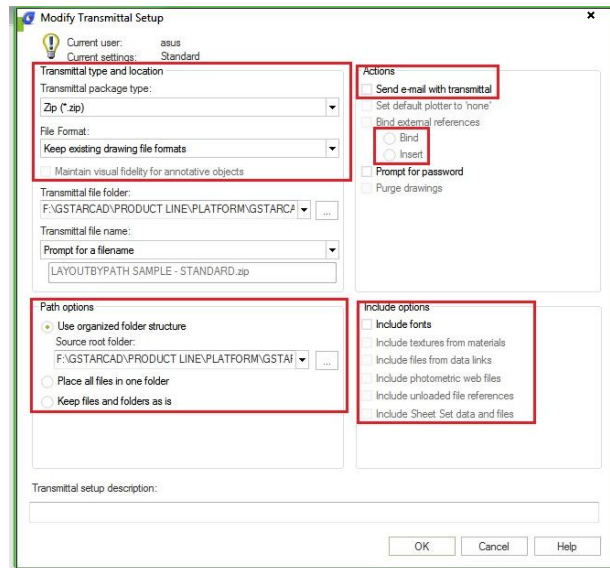 Modify Transmittal Setup
Current user: asus
Current settings: Standard
Transmittal type and location
Transmittal package type:
Zip (*.zip)
File Format:
Keep existing drawing file formats
Maintain visual fidelity for annotative objects
Transmittal file folder:
F:\GSTARCAD\PRODUCT LINE\PLATFORM\GSTARCA
...
Transmittal file name:
Prompt for a filename
LAYOUTBYPATH SAMPLE - STANDARD.zip
Actions
Send e-mail with transmittal
Set default plotter to 'none'
Bind external references
Bind
Insert
Prompt for password
Purge drawings
Path options
Use organized folder structure
Source root folder:
F:\GSTARCAD\PRODUCT LINE\PLATFORM\GSTAF
...
Place all files in one folder
Keep files and folders as is
Include options
Include fonts
Include textures from materials
Include files from data links
Include photometric web files
Include unloaded file references
Include Sheet Set data and files
Transmittal setup description:
OK Cancel Help